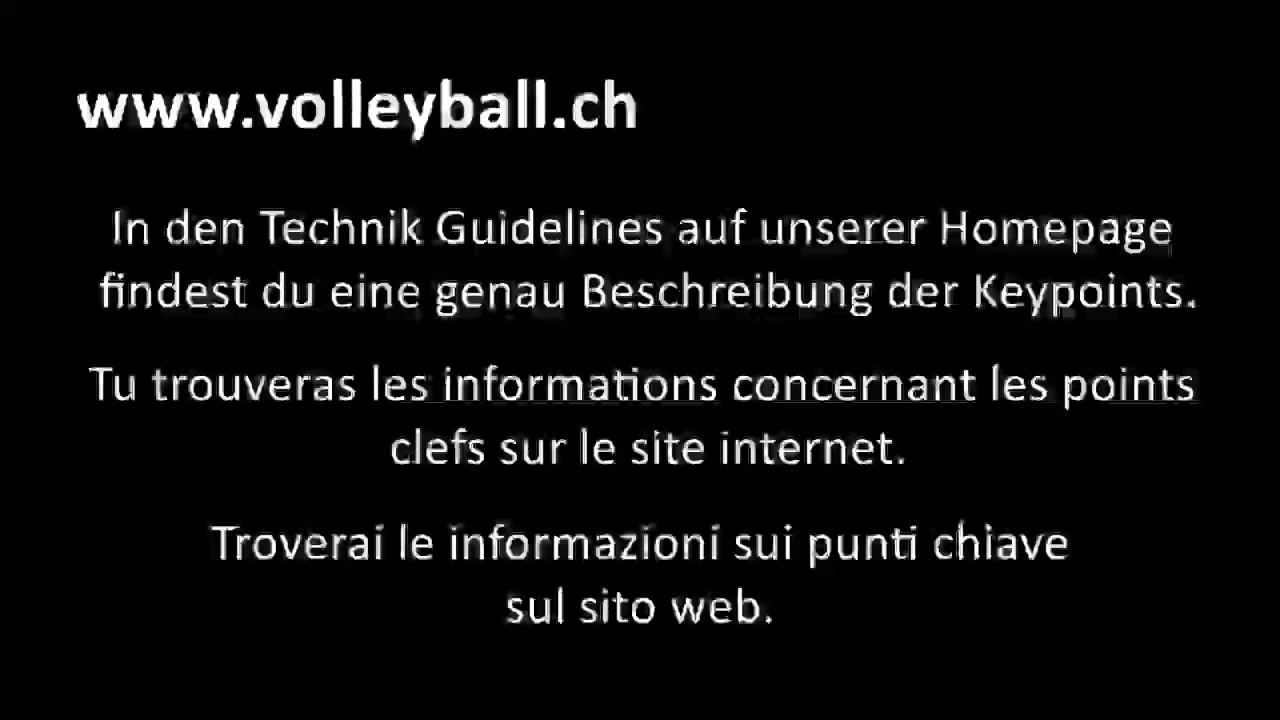 www.volleyball.ch
In den Technik Guidelines auf unserer Homepage
findest du eine genau Beschreibung der Keypoints.
Tu trouveras les informations concernant les points
clefs sur le site internet.
Troverai le informazioni sui punti chiave
sul sito web.